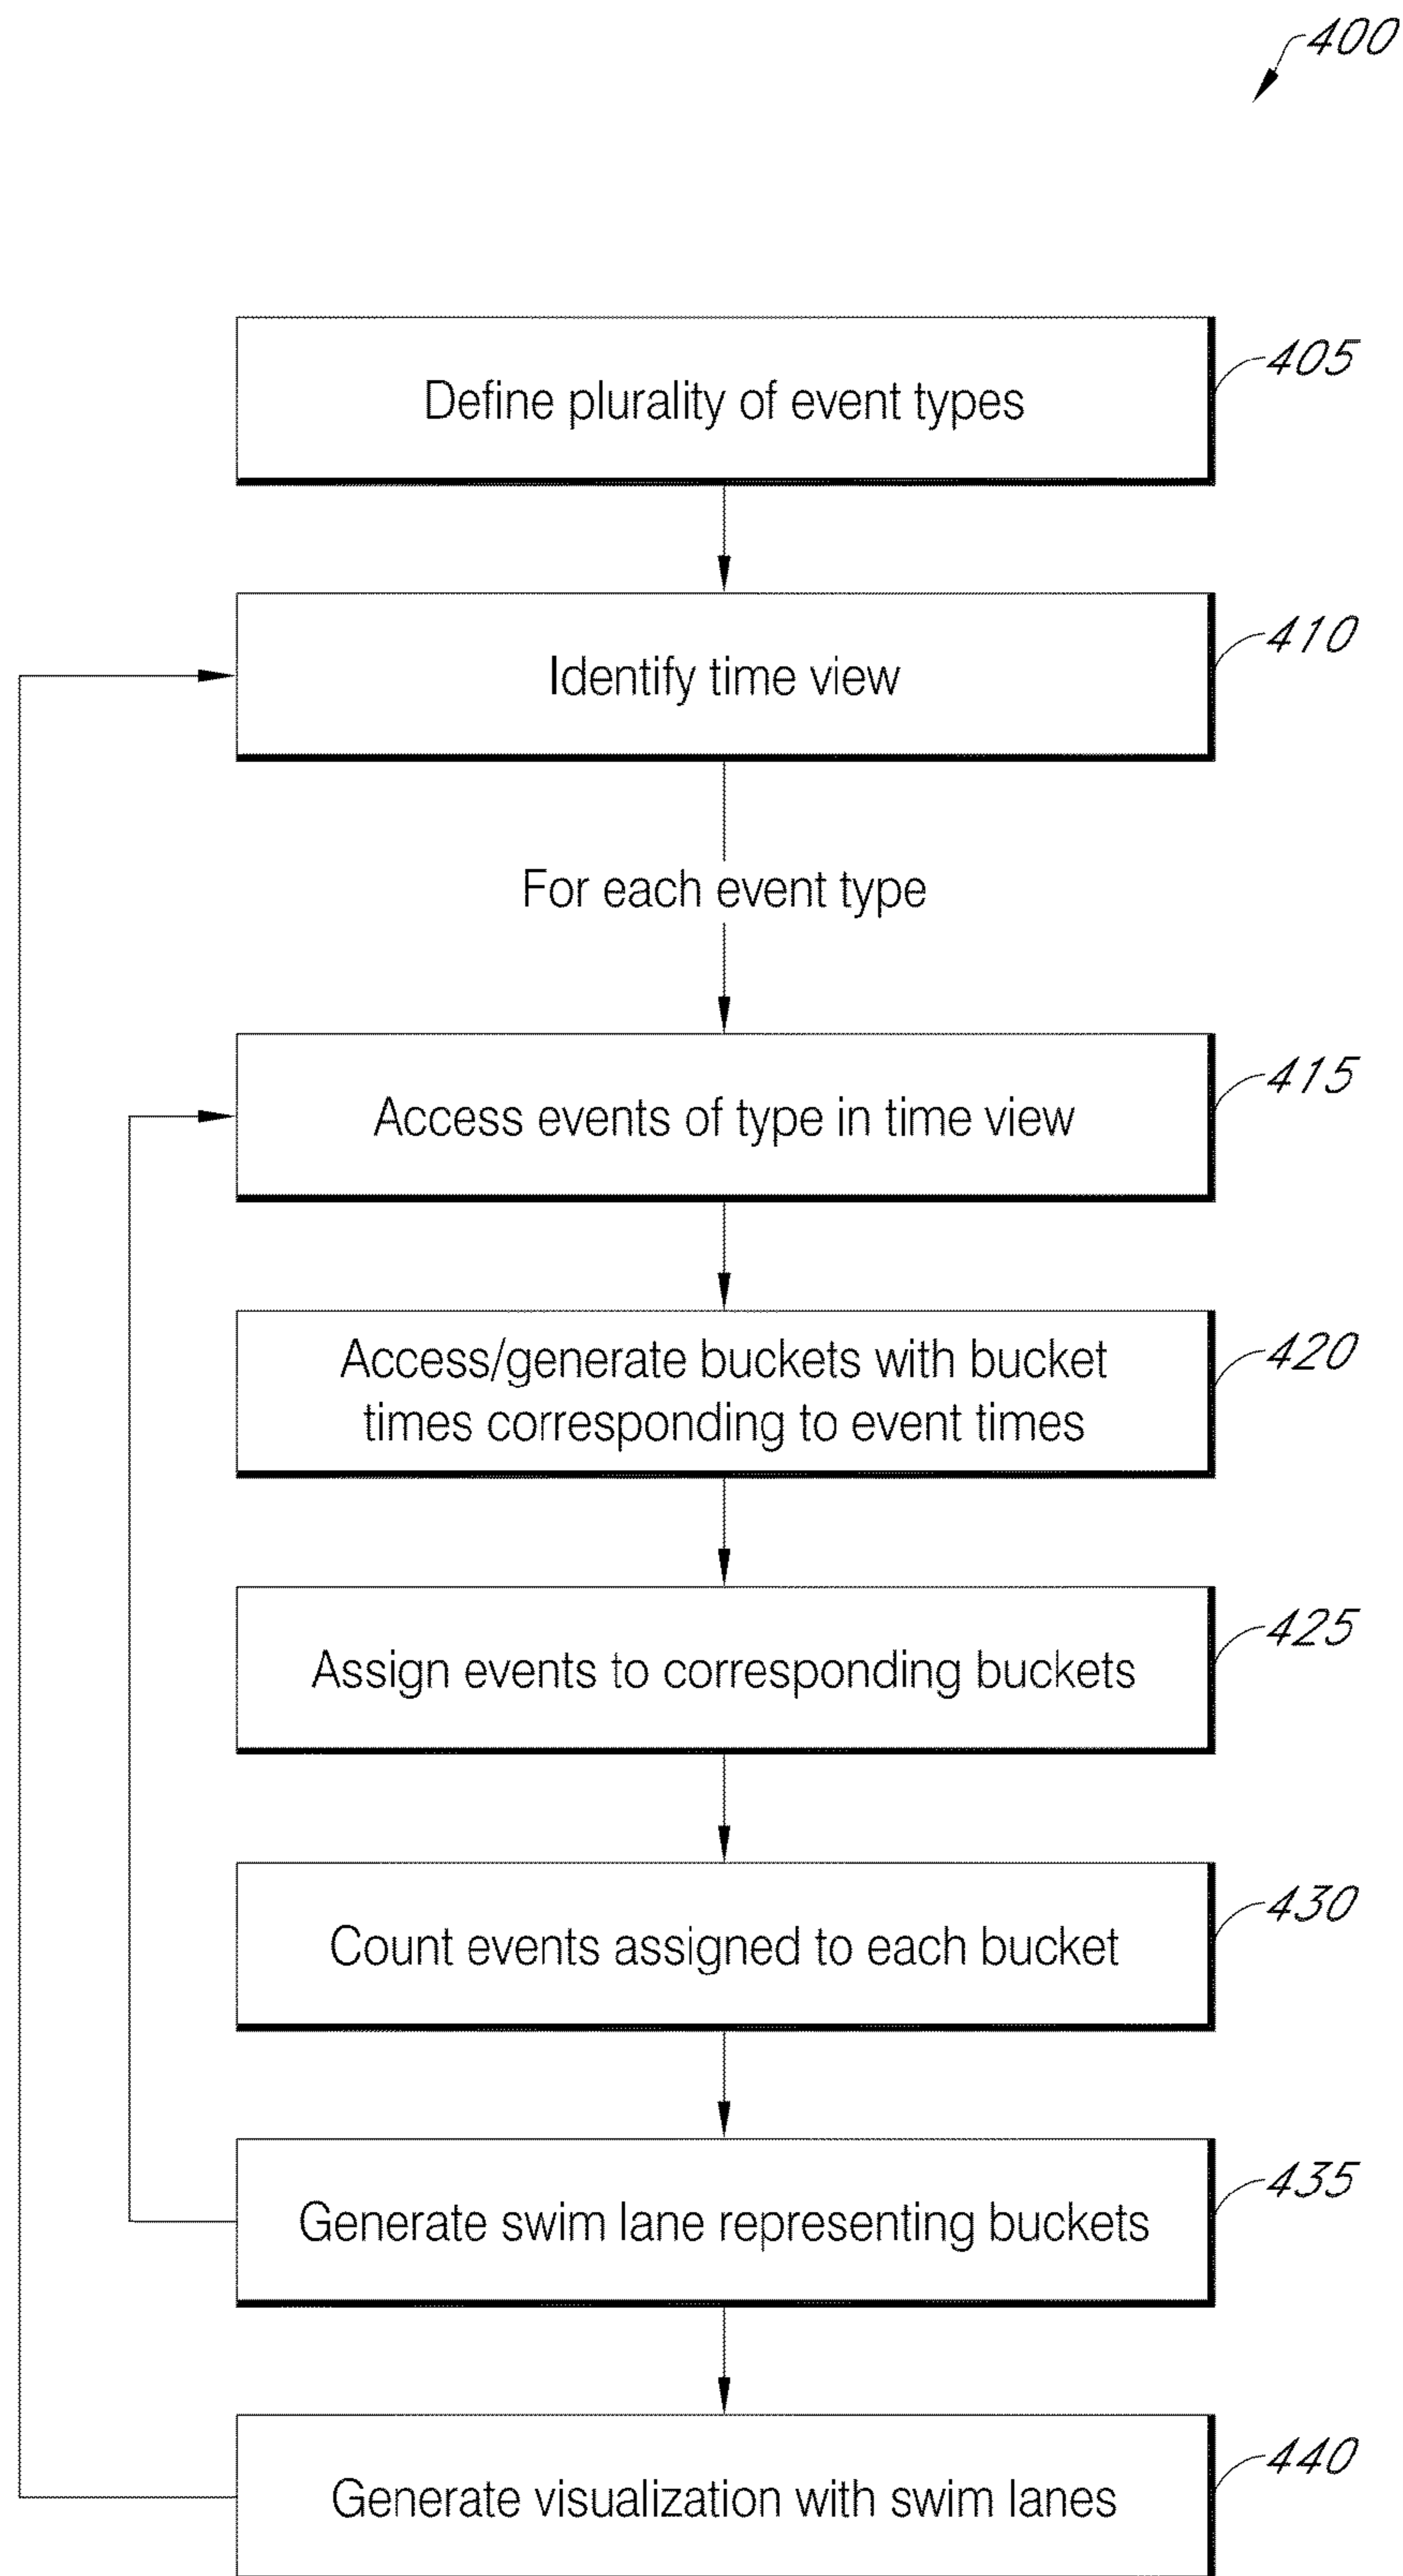 400
Define plurality of event types
405
Identify time view
410
For each event type
Access events of type in time view
415
Access/generate buckets with bucket
times corresponding to event times
420
Assign events to corresponding buckets
425
Count events assigned to each bucket
430
Generate swim lane representing buckets
435
Generate visualization with swim lanes
440